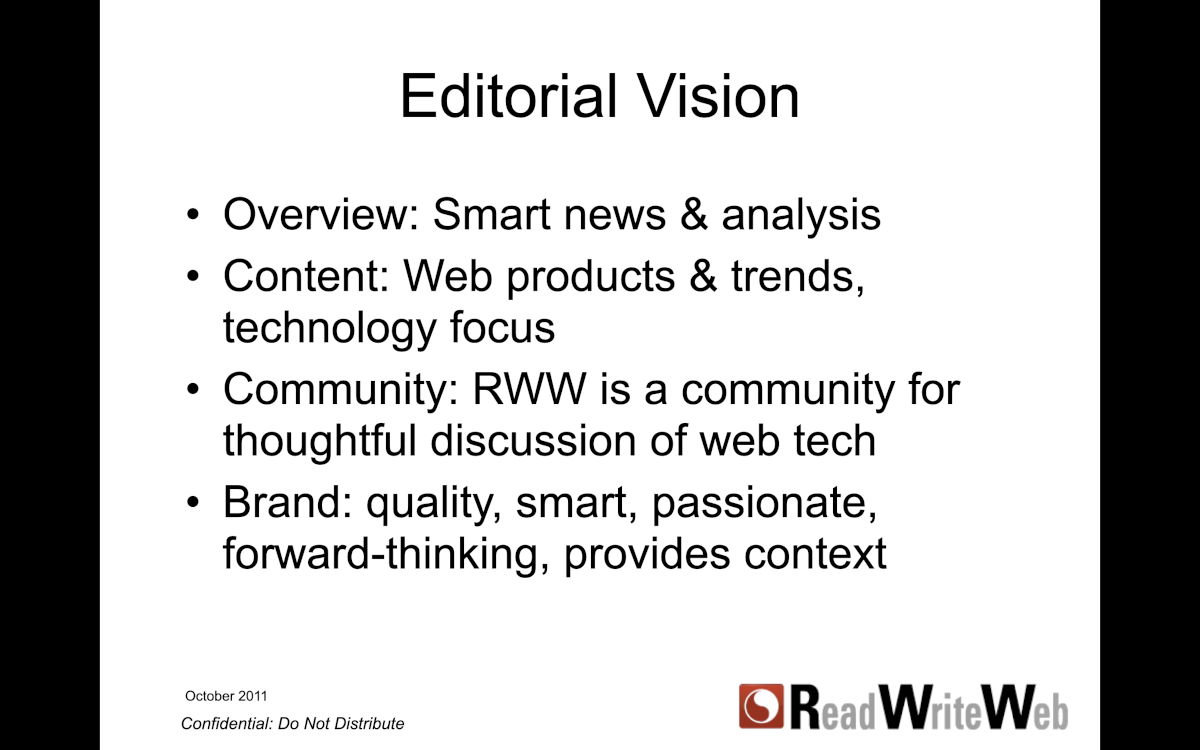 Editorial Vision
• Overview: Smart news & analysis
• Content: Web products & trends,
technology focus
• Community: RWW is a community for
thoughtful discussion of web tech
• Brand: quality, smart, passionate,
forward-thinking, provides context
October 2011
Confidential: Do Not Distribute
ReadWriteWeb